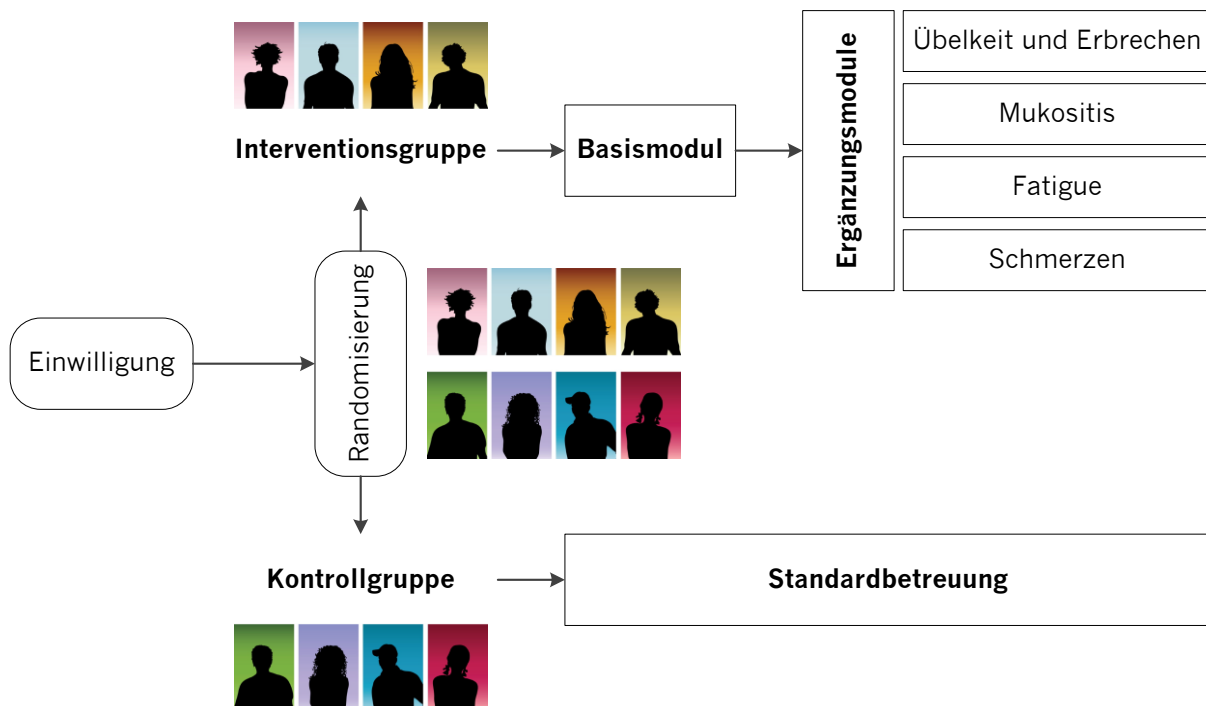 Einwilligung
Randomisierung
Interventionsgruppe
Basismodul
Ergänzungsmodule
Übelkeit und Erbrechen
Mukositis
Fatigue
Schmerzen
Kontrollgruppe
Standardbetreuung